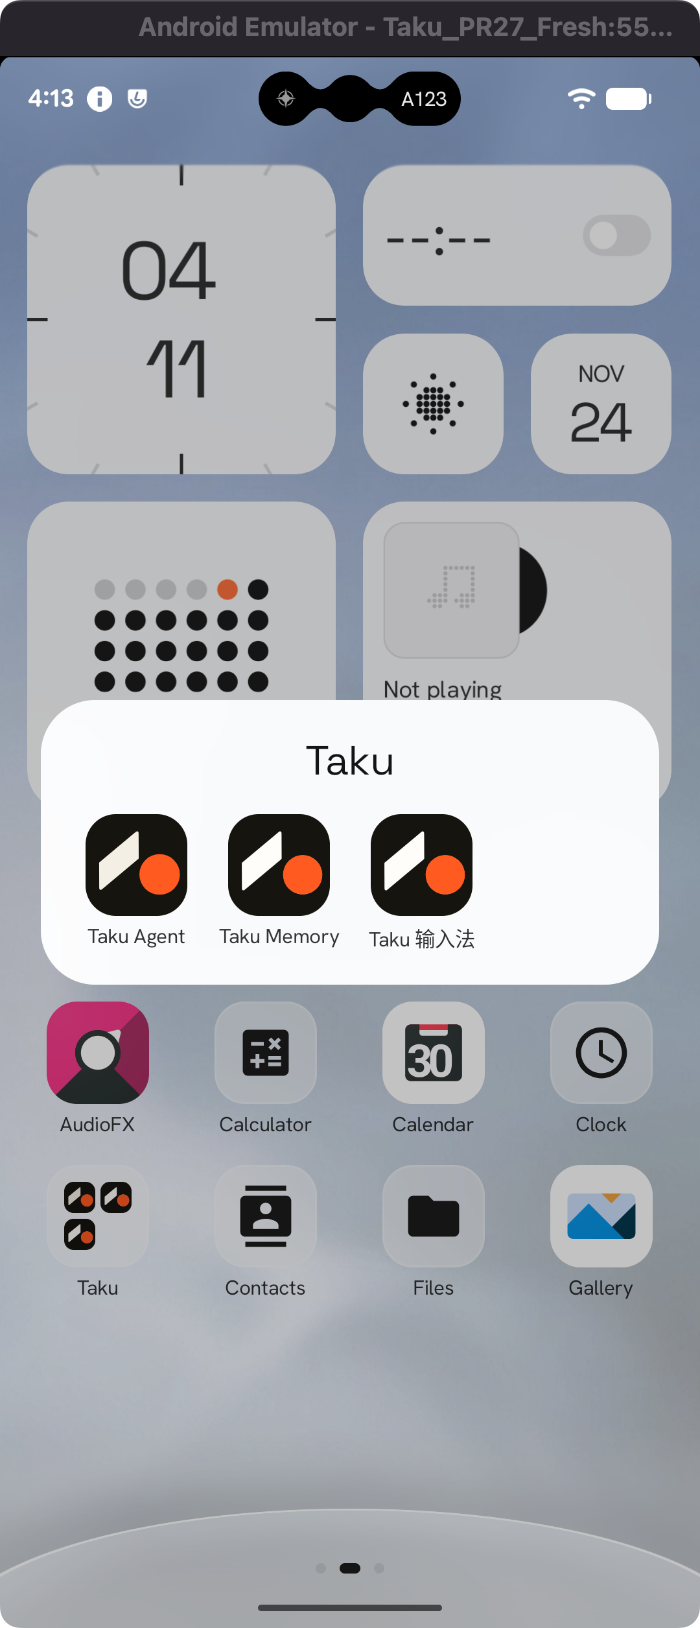 Android Emulator - Taku_PR27_Fresh:55...
4:13
A123
04
11
--:--
NOV
24
Not playing
Taku
Taku Agent
Taku Memory
Taku 输入法
30
AudioFX
Calculator
Calendar
Clock
Taku
Contacts
Files
Gallery